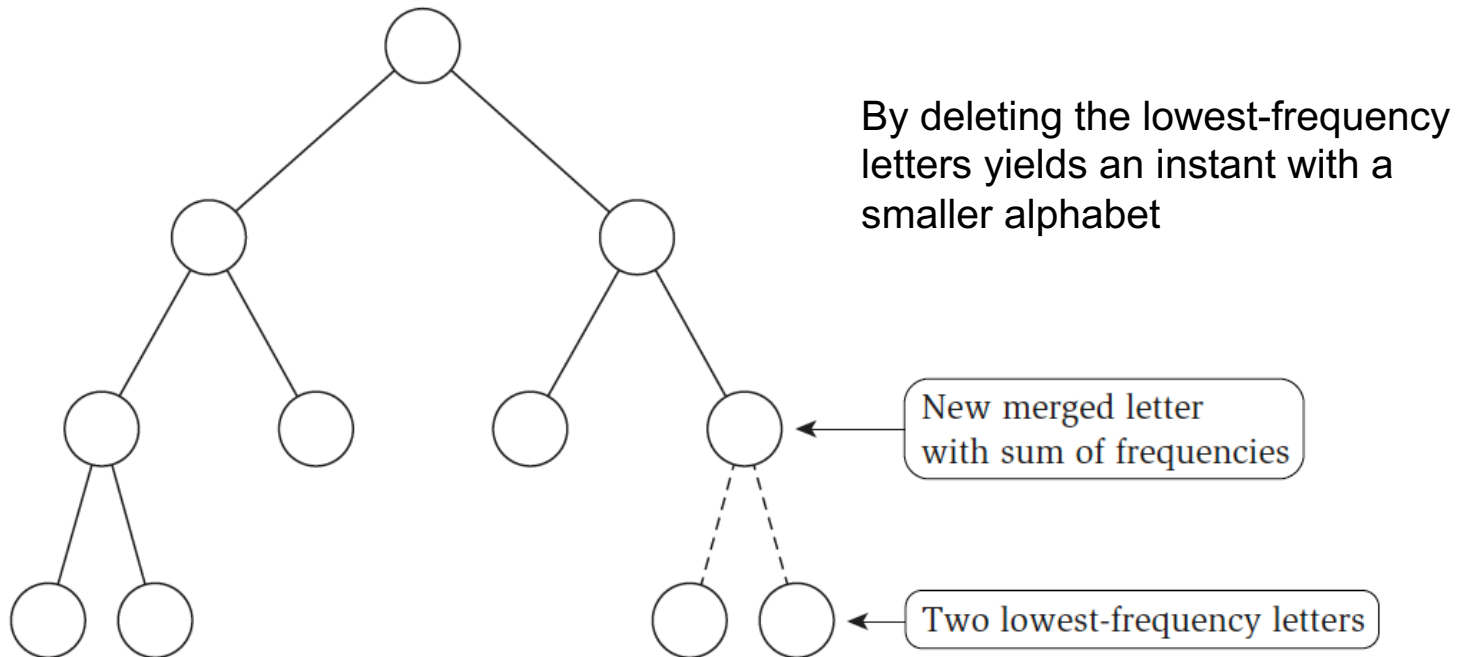 By deleting the lowest-frequency
letters yields an instant with a
smaller alphabet
New merged letter
with sum of frequencies
Two lowest-frequency letters